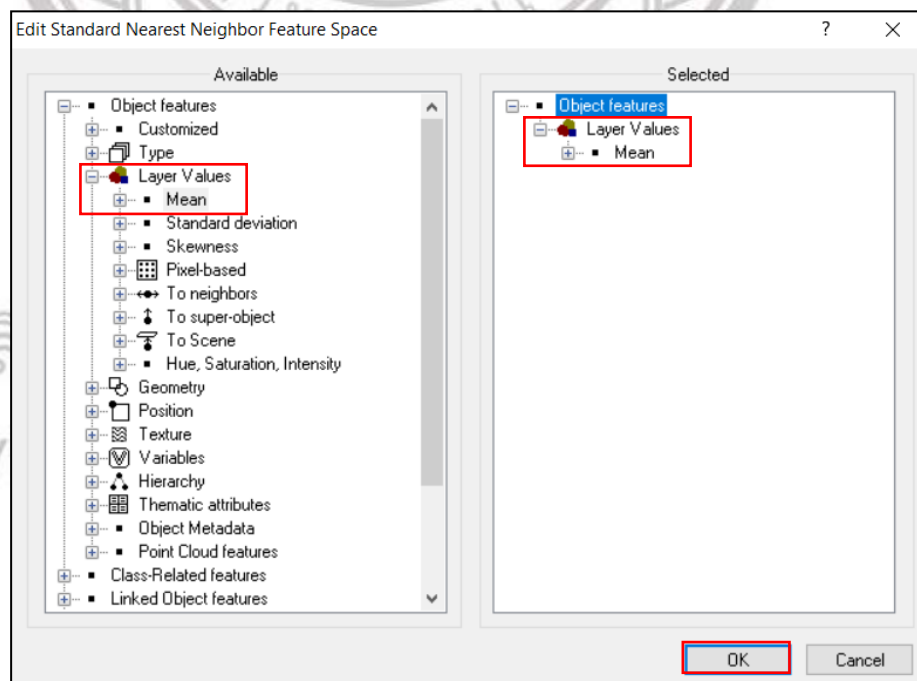 Edit Standard Nearest Neighbor Feature Space
?
Available
Object features
Customized
Type
Layer Values
Mean
Standard deviation
Skewness
Pixel-based
To neighbors
To super-object
To Scene
Hue, Saturation, Intensity
Geometry
Position
Texture
Variables
Hierarchy
Thematic attributes
Object Metadata
Point Cloud features
Class-Related features
Linked Object features
Selected
Object features
Layer Values
Mean
OK
Cancel